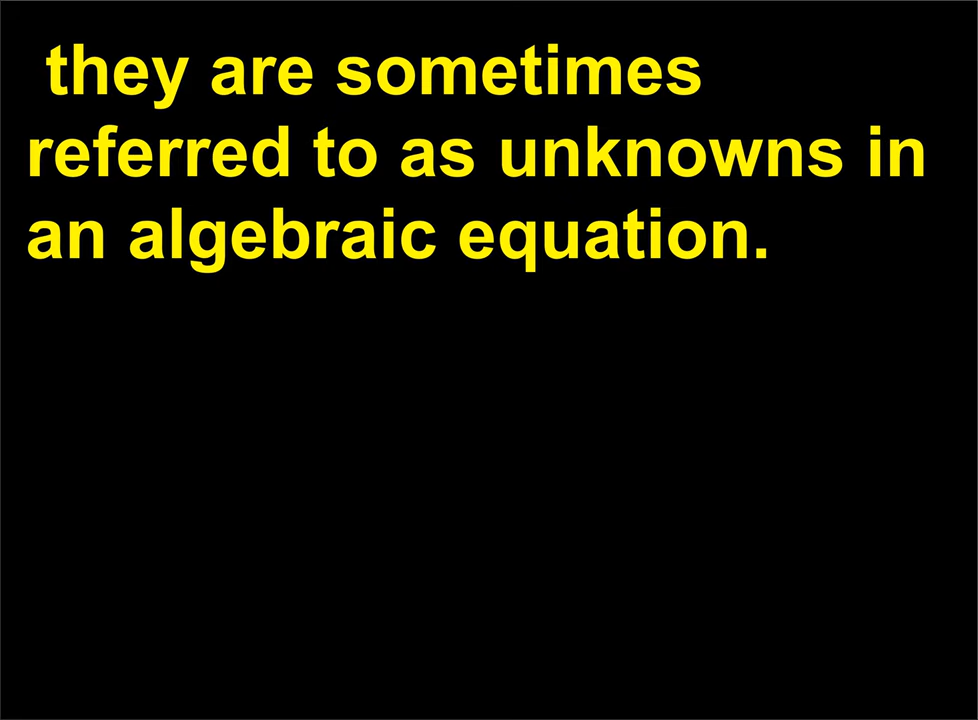 they are sometimes
referred to as unknowns in
an algebraic equation.